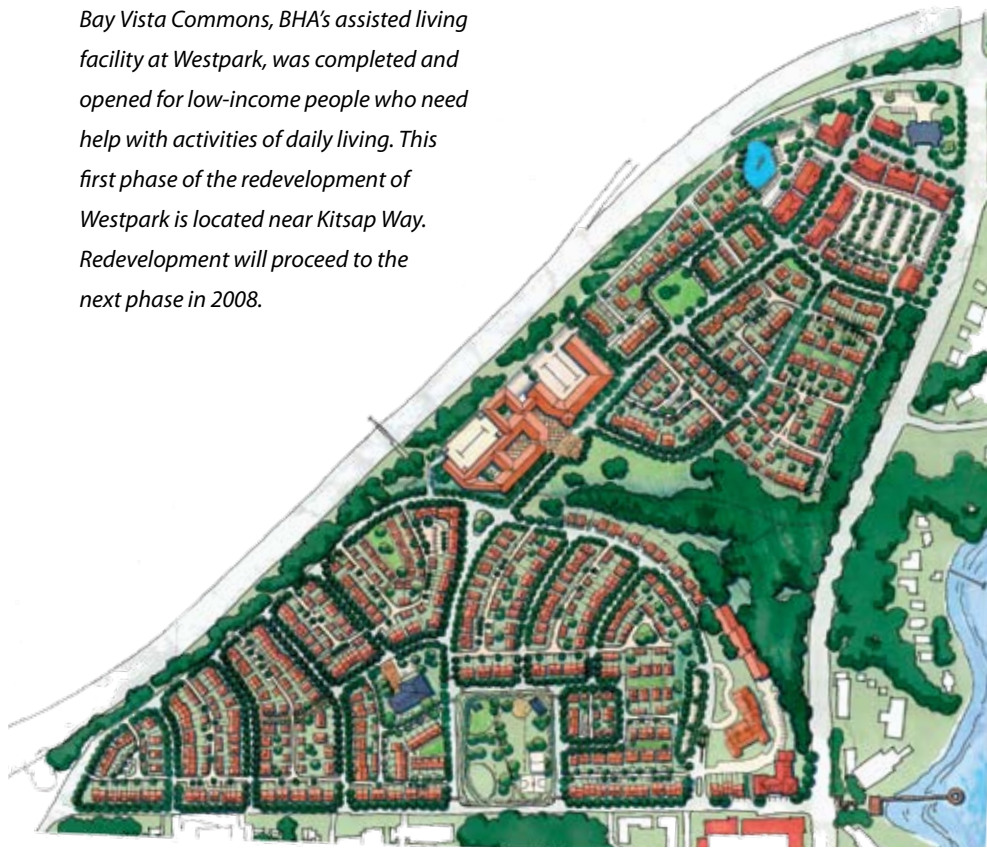 Bay Vista Commons, BHA's assisted living
facility at Westpark, was completed and
opened for low-income people who need
help with activities of daily living. This
first phase of the redevelopment of
Westpark is located near Kitsap Way.
Redevelopment will proceed to the
next phase in 2008.